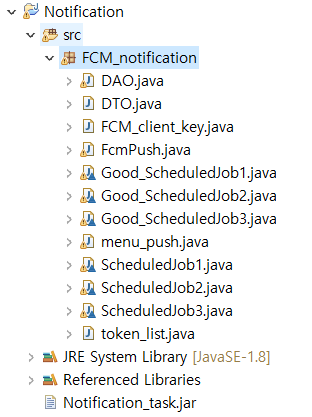 Notification
src
FCM_notification
DAO.java
DTO.java
FCM_client_key.java
FcmPush.java
Good_ScheduledJob1.java
Good_ScheduledJob2.java
Good_ScheduledJob3.java
menu_push.java
ScheduledJob1.java
ScheduledJob2.java
ScheduledJob3.java
token_list.java
JRE System Library [JavaSE-1.8]
Referenced Libraries
Notification_task.jar